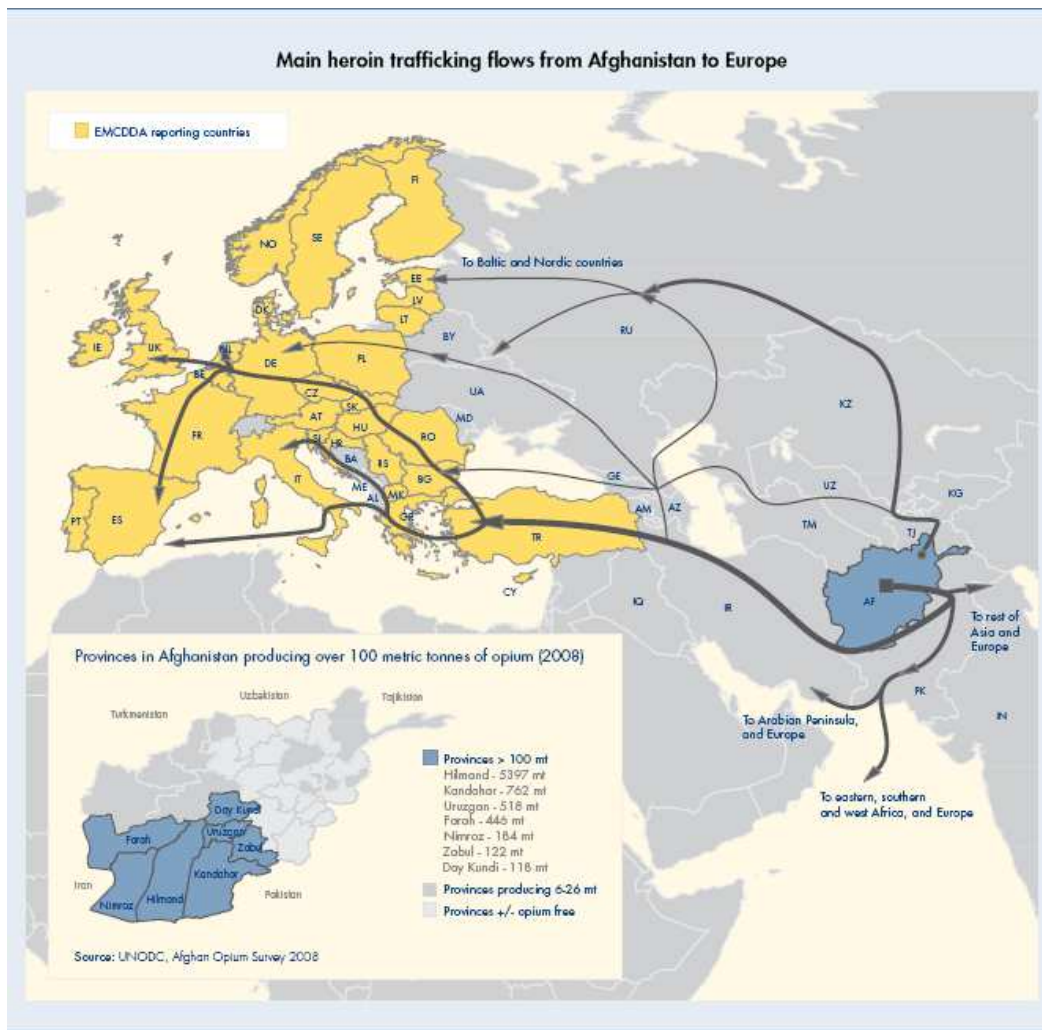 Main heroin trafficking flows from Afghanistan to Europe
EMCDDA reporting countries
FI
NO
SE
To Baltic and Nordic countries
EE
LV
DK
LT
RU
BY
IE
UK
NL
DE
PL
BE
CZ
UA
KZ
SK
AT
MD
HU
FR
RO
SI
HR
BA
RS
GE
UZ
KG
IT
ME
BG
AL
MK
AM
AZ
TM
TJ
PT
ES
GR
TR
CY
IQ
IR
AF
To rest of
Asia and
Europe
PK
IN
To Arabian Peninsula,
and Europe
To eastern, southern
and west Africa, and Europe
Provinces in Afghanistan producing over 100 metric tonnes of opium (2008)
Uzbekistan
Tajikistan
Turkmenistan
Day Kundi
Uruzgan
Farah
Zabul
Kandahar
Iran
Nimroz
Hilmand
Pakistan
Provinces > 100 mt
Hilmand - 5397 mt
Kandahar - 762 mt
Uruzgan - 518 mt
Farah - 446 mt
Nimroz - 184 mt
Zabul - 122 mt
Day Kundi - 118 mt
Provinces producing 6-26 mt
Provinces +/- opium free
Source: UNODC, Afghan Opium Survey 2008